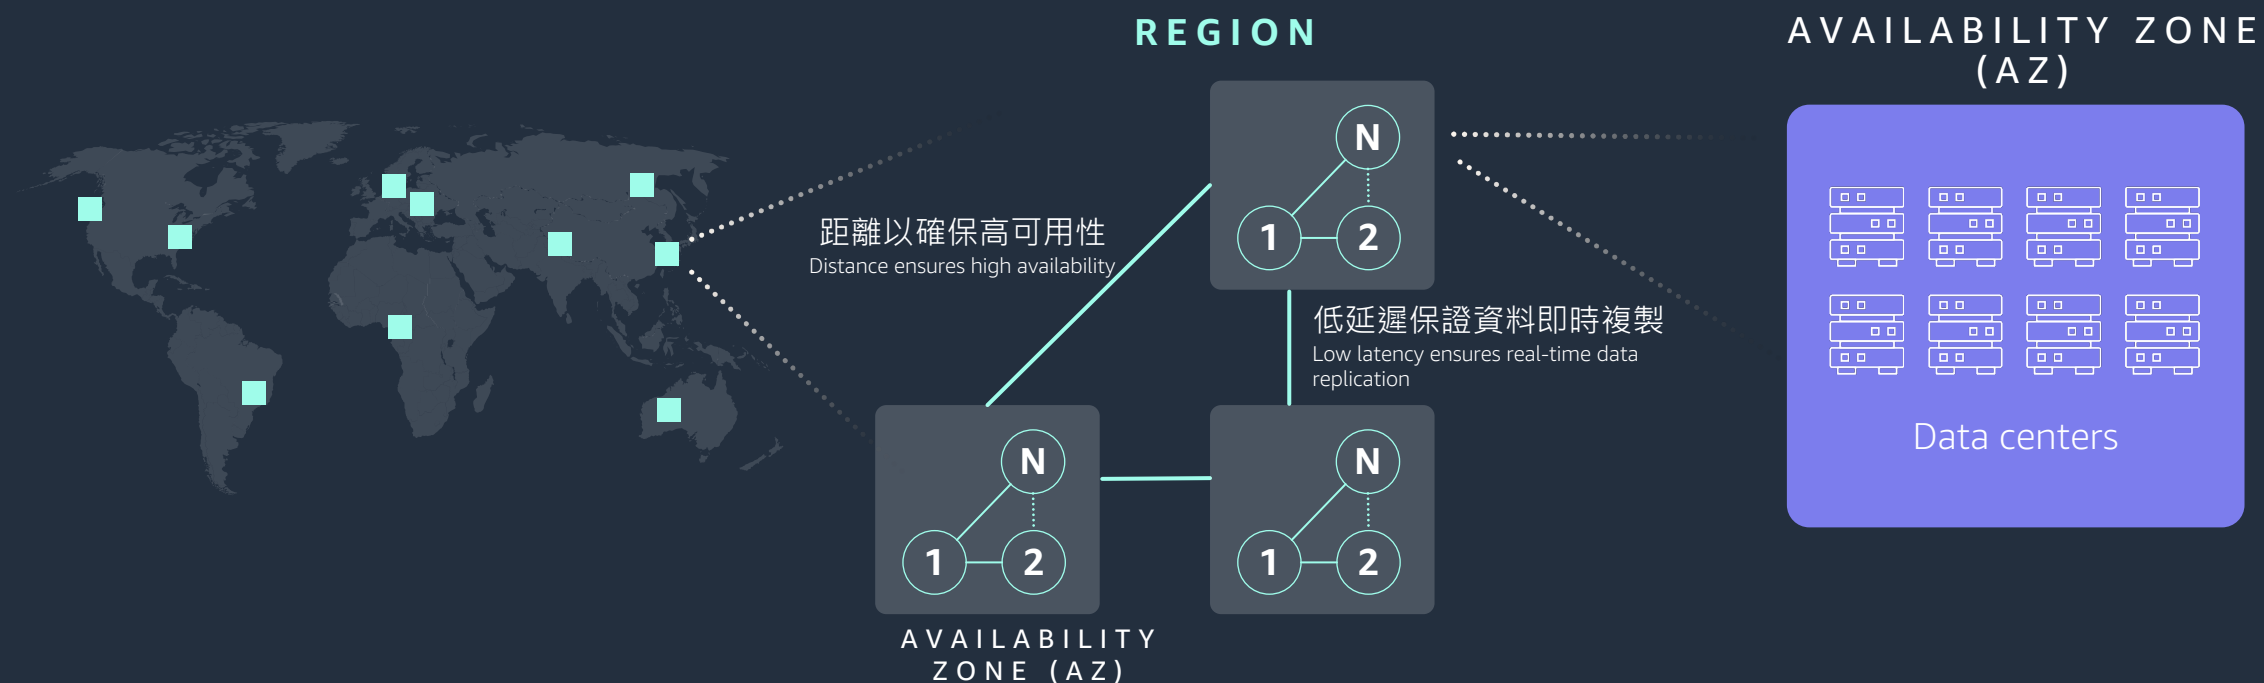 REGION
AVAILABILITY ZONE
(AZ)
距離以確保高可用性
Distance ensures high availability
N
1
2
低延遲保證資料即時複製
Low latency ensures real-time data
replication
N
1
2
N
1
2
AVAILABILITY
ZONE (AZ)
Data centers